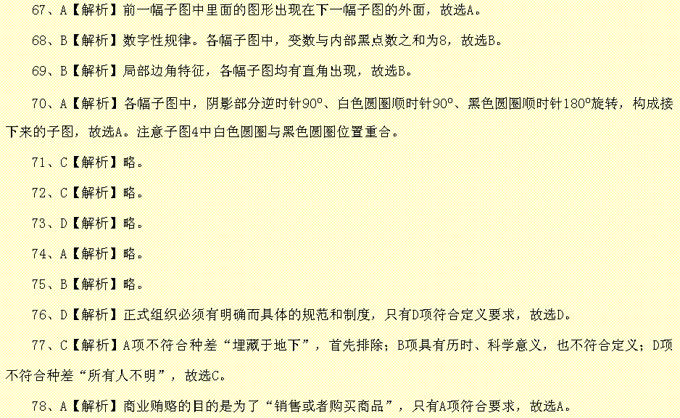 67、A【解析】前一幅子图中里面的图形出现在下一幅子图的外面，故选A。
68、B【解析】数字性规律。各幅子图中，变数与内部黑点数之和为8，故选B。
69、B【解析】局部边角特征，各幅子图均有直角出现，故选B。
70、A【解析】各幅子图中，阴影部分逆时针90°、白色圆圈顺时针90°、黑色圆圈顺时针180°旋转，构成接
下来的子图，故选A。注意子图4中白色圆圈与黑色圆圈位置重合。
71、C【解析】略。
72、C【解析】略。
73、D【解析】略。
74、A【解析】略。
75、B【解析】略。
76、D【解析】正式组织必须有明确而具体的规范和制度，只有D项符合定义要求，故选D。
77、C【解析】A项不符合种差“埋藏于地下”，首先排除；B项具有历时、科学意义，也不符合定义；D项
不符合种差“所有人不明”，故选C。
78、A【解析】商业贿赂的目的是为了“销售或者购买商品”，只有A项符合要求，故选A。